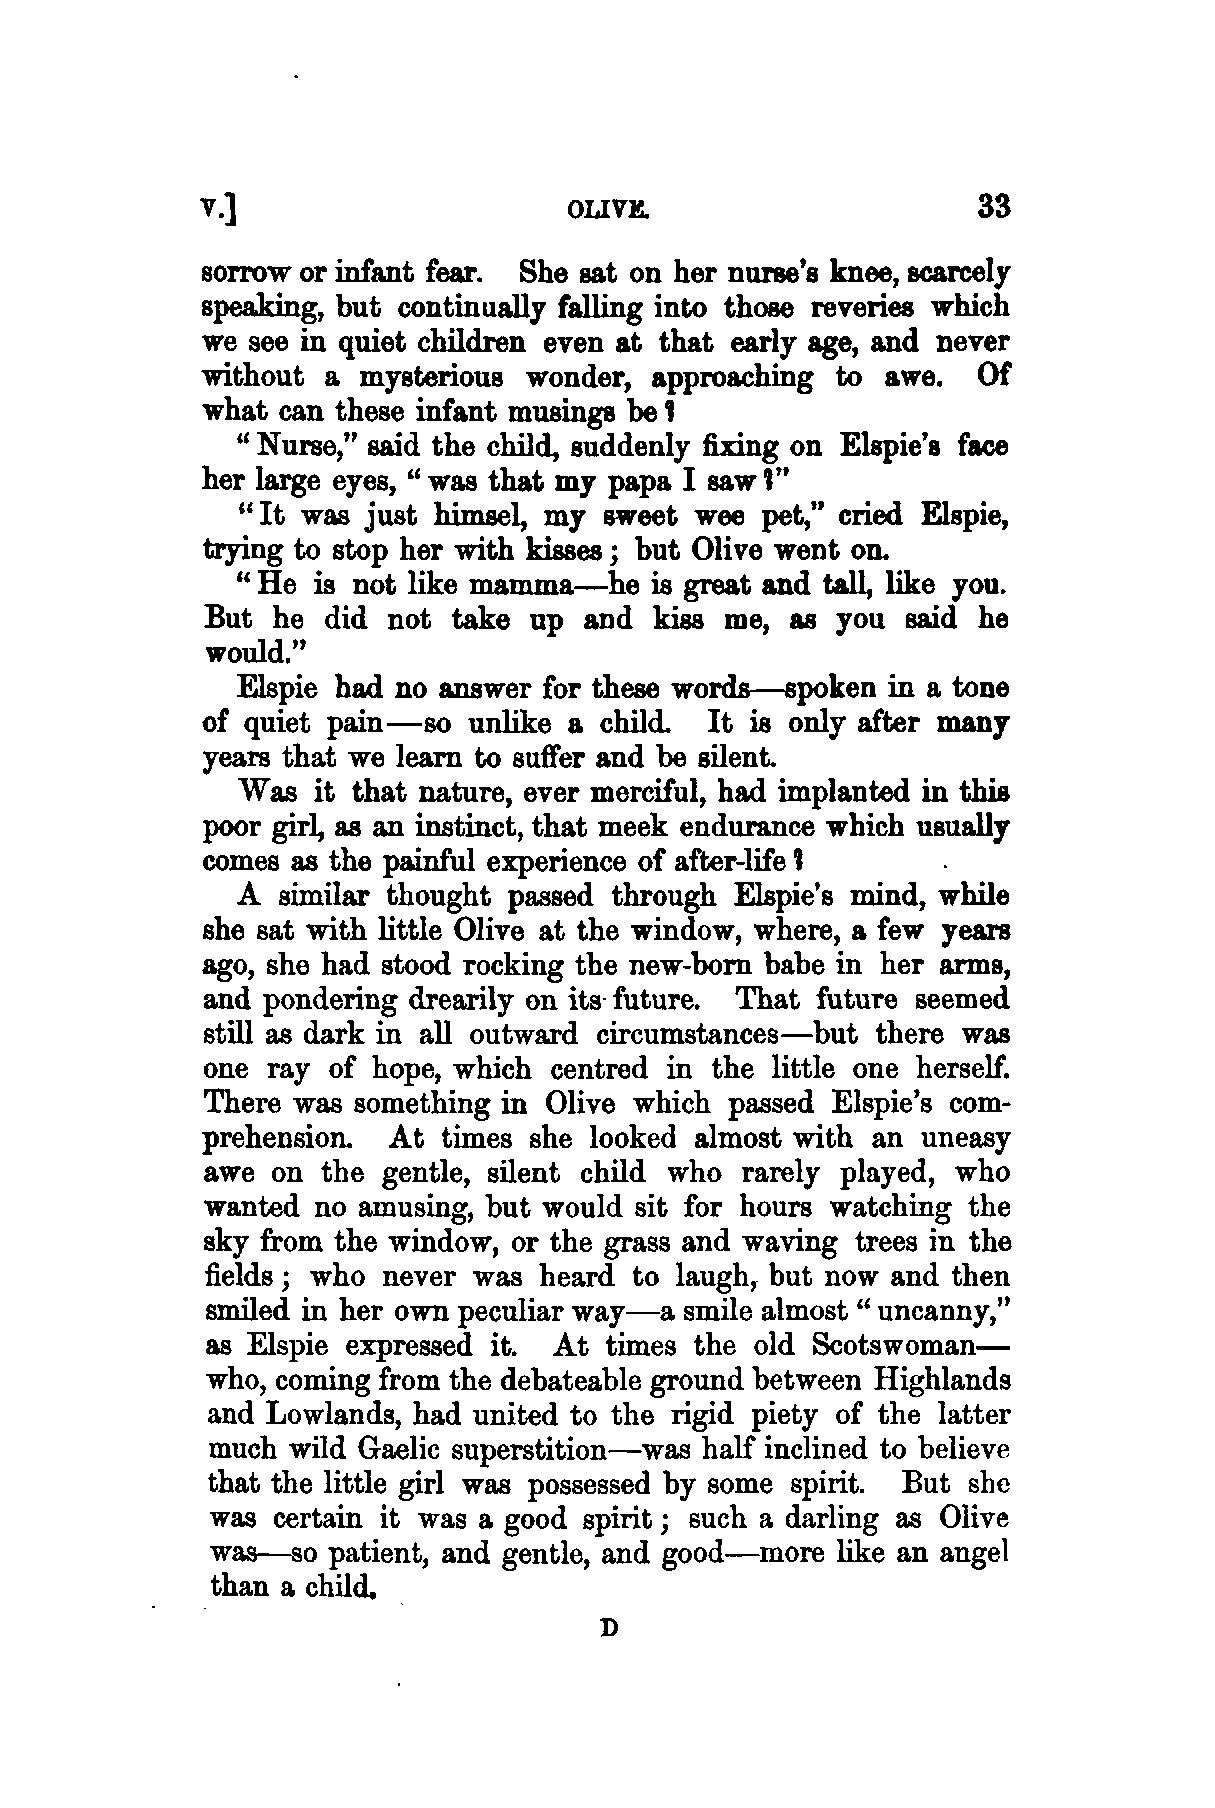 V.] OLIVE. 33
sorrow or infant fear. She sat on her nurse's knee, scarcely
speaking, but continually falling into those reveries which
we see in quiet children even at that early age, and never
without a mysterious wonder, approaching to awe. Of
what can these infant musings be?
"Nurse," said the child, suddenly fixing on Elspie's face
her large eyes, "was that my papa I saw?"
"It was just himsel, my sweet wee pet," cried Elspie,
trying to stop her with kisses; but Olive went on.
"He is not like mamma—he is great and tall, like you.
But he did not take up and kiss me, as you said he
would."
Elspie had no answer for these words—spoken in a tone
of quiet pain—so unlike a child. It is only after many
years that we learn to suffer and be silent.
Was it that nature, ever merciful, had implanted in this
poor girl, as an instinct, that meek endurance which usually
comes as the painful experience of after-life?
A similar thought passed through Elspie's mind, while
she sat with little Olive at the window, where, a few years
ago, she had stood rocking the new-born babe in her arms,
and pondering drearily on its future. That future seemed
still as dark in all outward circumstances—but there was
one ray of hope, which centred in the little one herself.
There was something in Olive which passed Elspie's com-
prehension. At times she looked almost with an uneasy
awe on the gentle, silent child who rarely played, who
wanted no amusing, but would sit for hours watching the
sky from the window, or the grass and waving trees in the
fields; who never was heard to laugh, but now and then
smiled in her own peculiar way—a smile almost "uncanny,"
as Elspie expressed it. At times the old Scotswoman—
who, coming from the debateable ground between Highlands
and Lowlands, had united to the rigid piety of the latter
much wild Gaelic superstition—was half inclined to believe
that the little girl was possessed by some spirit. But she
was certain it was a good spirit; such a darling as Olive
was—so patient, and gentle, and good—more like an angel
than a child.
D